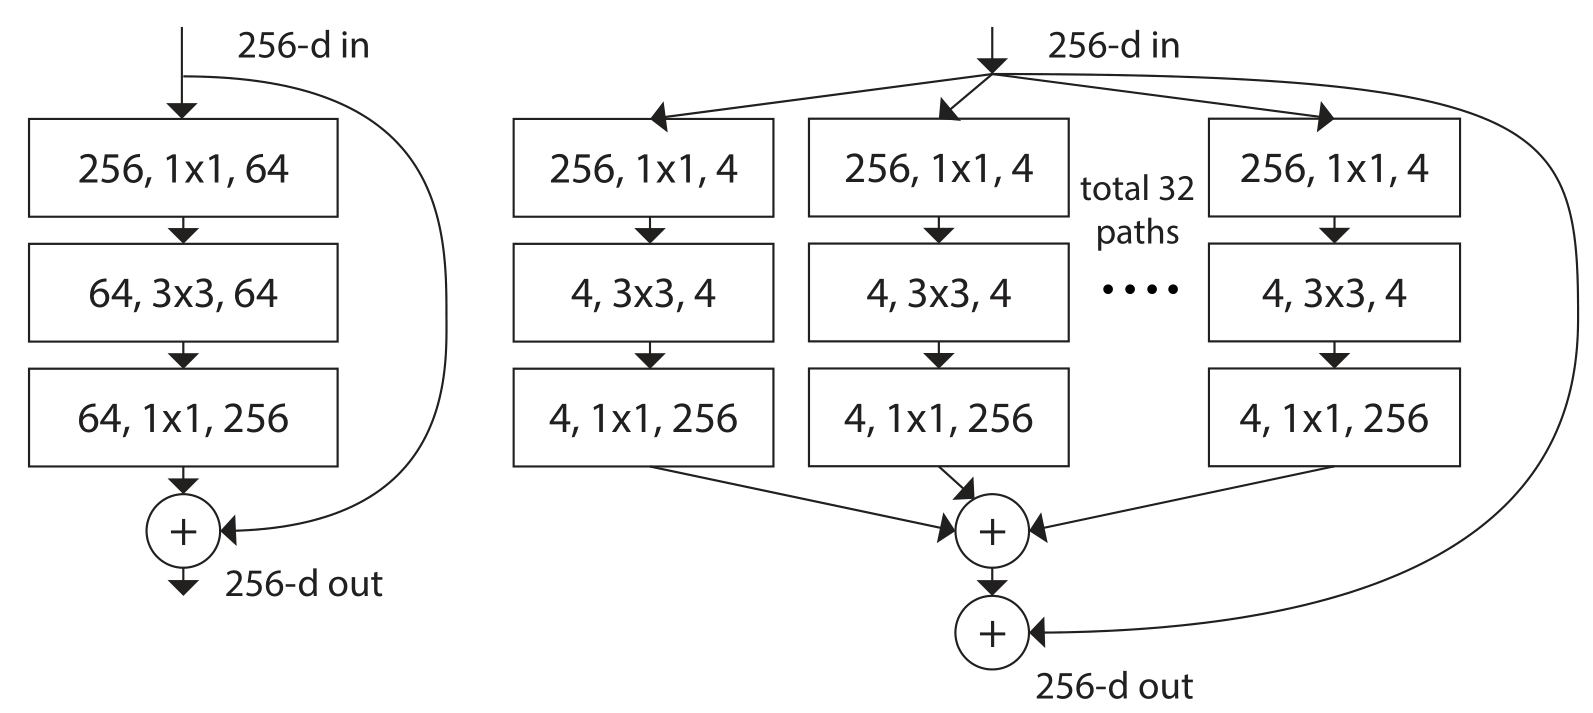 256-d in
256, 1x1, 64
64, 3x3, 64
64, 1x1, 256
+
256-d out
256-d in
256, 1x1, 4
256, 1x1, 4
total 32
paths
256, 1x1, 4
4, 3x3, 4
4, 3x3, 4
....
4, 3x3, 4
4, 1x1, 256
4, 1x1, 256
4, 1x1, 256
+
+
256-d out